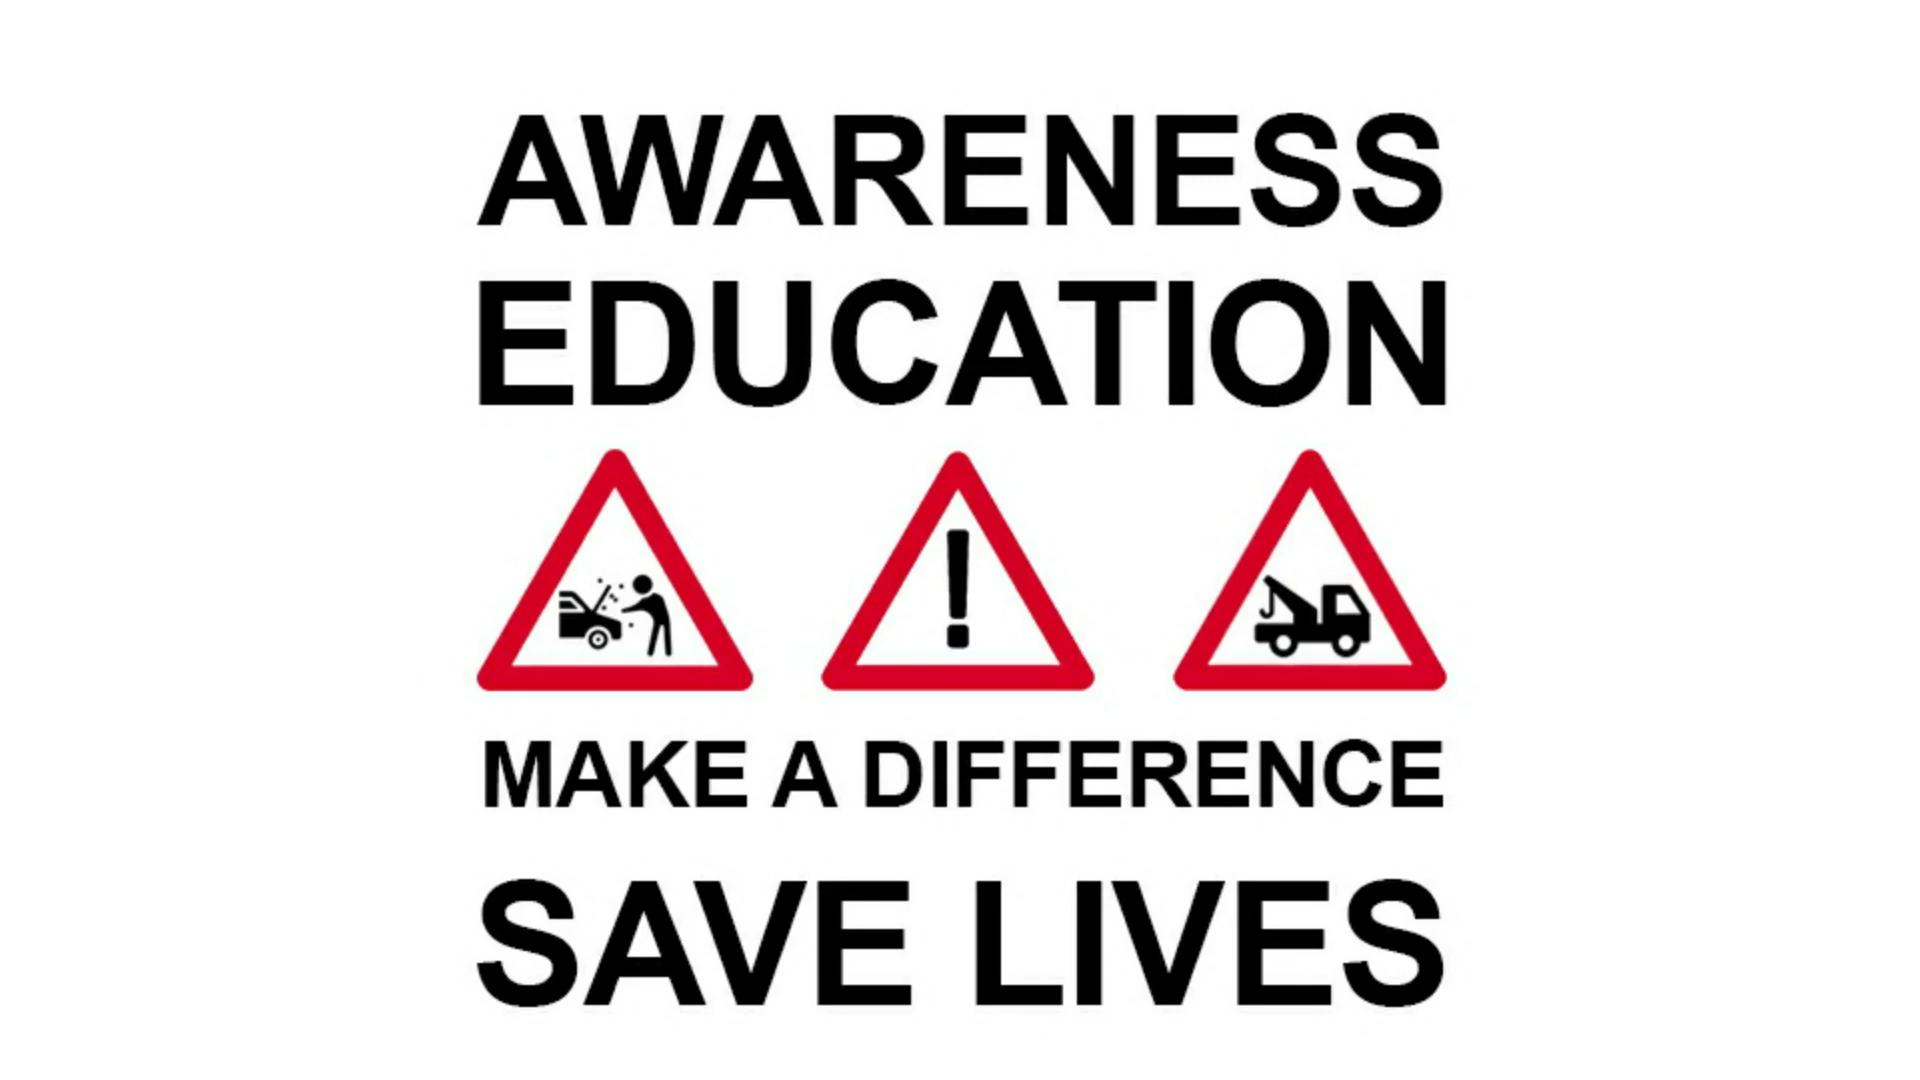 AWARENESS
EDUCATION
!
MAKE A DIFFERENCE
SAVE LIVES